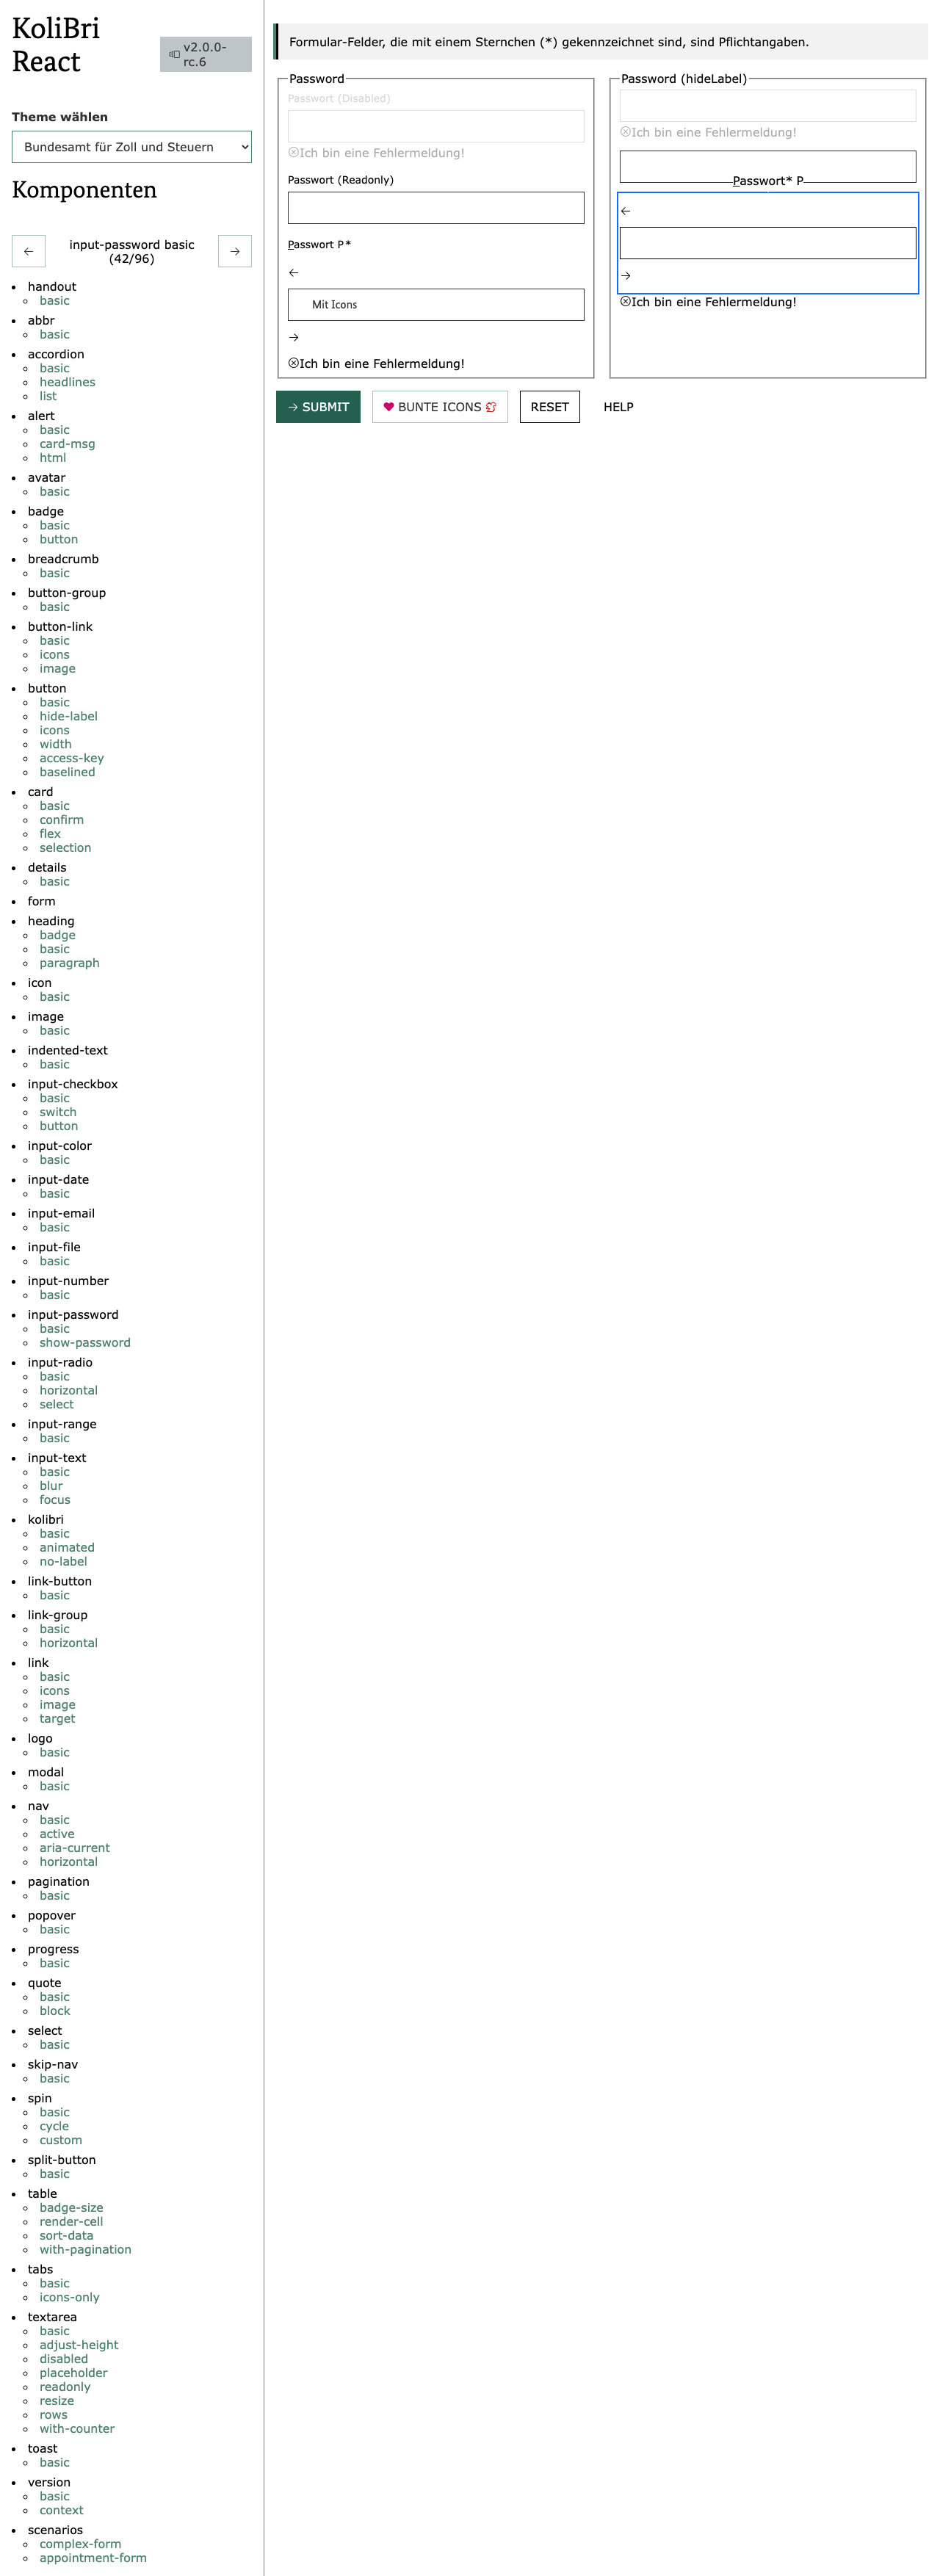 KoliBri
React
v2.0.0-
rc.6
Theme wählen
Bundesamt für Zoll und Steuern
Komponenten
←
input-password basic
(42/96)
→
handout
basic
abbr
basic
accordion
basic
headlines
list
alert
basic
card-msg
html
avatar
basic
badge
basic
button
breadcrumb
basic
button-group
basic
button-link
basic
icons
image
button
basic
hide-label
icons
width
access-key
baselined
card
basic
confirm
flex
selection
details
basic
form
heading
badge
basic
paragraph
icon
basic
image
basic
indented-text
basic
input-checkbox
basic
switch
button
input-color
basic
input-date
basic
input-email
basic
input-file
basic
input-number
basic
input-password
basic
show-password
input-radio
basic
horizontal
select
input-range
basic
input-text
basic
blur
focus
kolibri
basic
animated
no-label
link-button
basic
link-group
basic
horizontal
link
basic
icons
image
target
logo
basic
modal
basic
nav
basic
active
aria-current
horizontal
pagination
basic
popover
basic
progress
basic
quote
basic
block
select
basic
skip-nav
basic
spin
basic
cycle
custom
split-button
basic
table
badge-size
render-cell
sort-data
with-pagination
tabs
basic
icons-only
textarea
basic
adjust-height
disabled
placeholder
readonly
resize
rows
with-counter
toast
basic
version
basic
context
scenarios
complex-form
appointment-form
Formular-Felder, die mit einem Sternchen (*) gekennzeichnet sind, sind Pflichtangaben.
Password
Passwort (Disabled)
Ich bin eine Fehlermeldung!
Passwort (Readonly)
Passwort P*
←
Mit Icons
→
Ich bin eine Fehlermeldung!
Password (hideLabel)
Ich bin eine Fehlermeldung!
Passwort* P
←
→
Ich bin eine Fehlermeldung!
→ SUBMIT
BUNTE ICONS
RESET
HELP